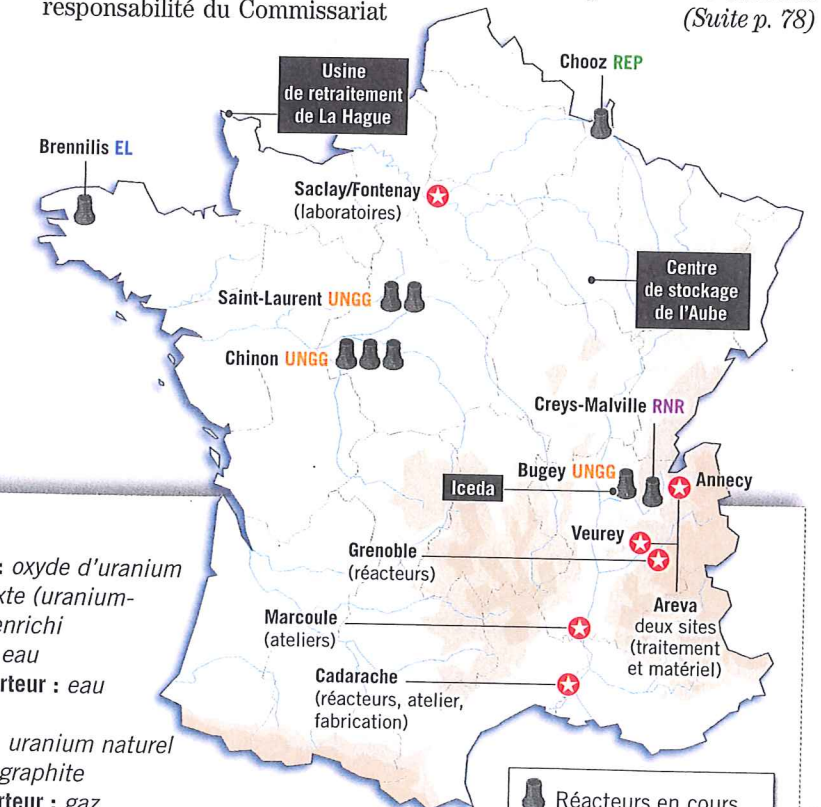 responsabilité du Commissariat
(Suite p. 78)
Chooz REP
Usine
de retraitement
de La Hague
Brennilis EL
Saclay/Fontenay
(laboratoires)
Centre
de stockage
de l'Aube
Saint-Laurent UNGG
Chinon UNGG
Creys-Malville RNR
Bugey UNGG
Iceda
Annecy
Veurey
Grenoble
(réacteurs)
Areva
deux sites
(traitement
et matériel)
Marcoule
(ateliers)
Cadarache
(réacteurs, atelier,
fabrication)
: oxyde d'uranium
xte (uranium-
enrichi
eau
rteur : eau
uranium naturel
graphite
rteur : gaz
Réacteurs en cours